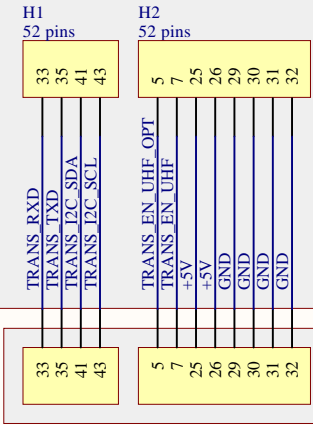 H1
52 pins
H2
52 pins
33
35
41
43
5
7
25
26
29
30
31
32
TRANS_RXD
TRANS_TXD
TRANS_I2C_SDA
TRANS_I2C_SCL
TRANS_EN_UHF_OPT
TRANS_EN_UHF
+5V
+5V
GND
GND
GND
GND
33
35
41
43
5
7
25
26
29
30
31
32